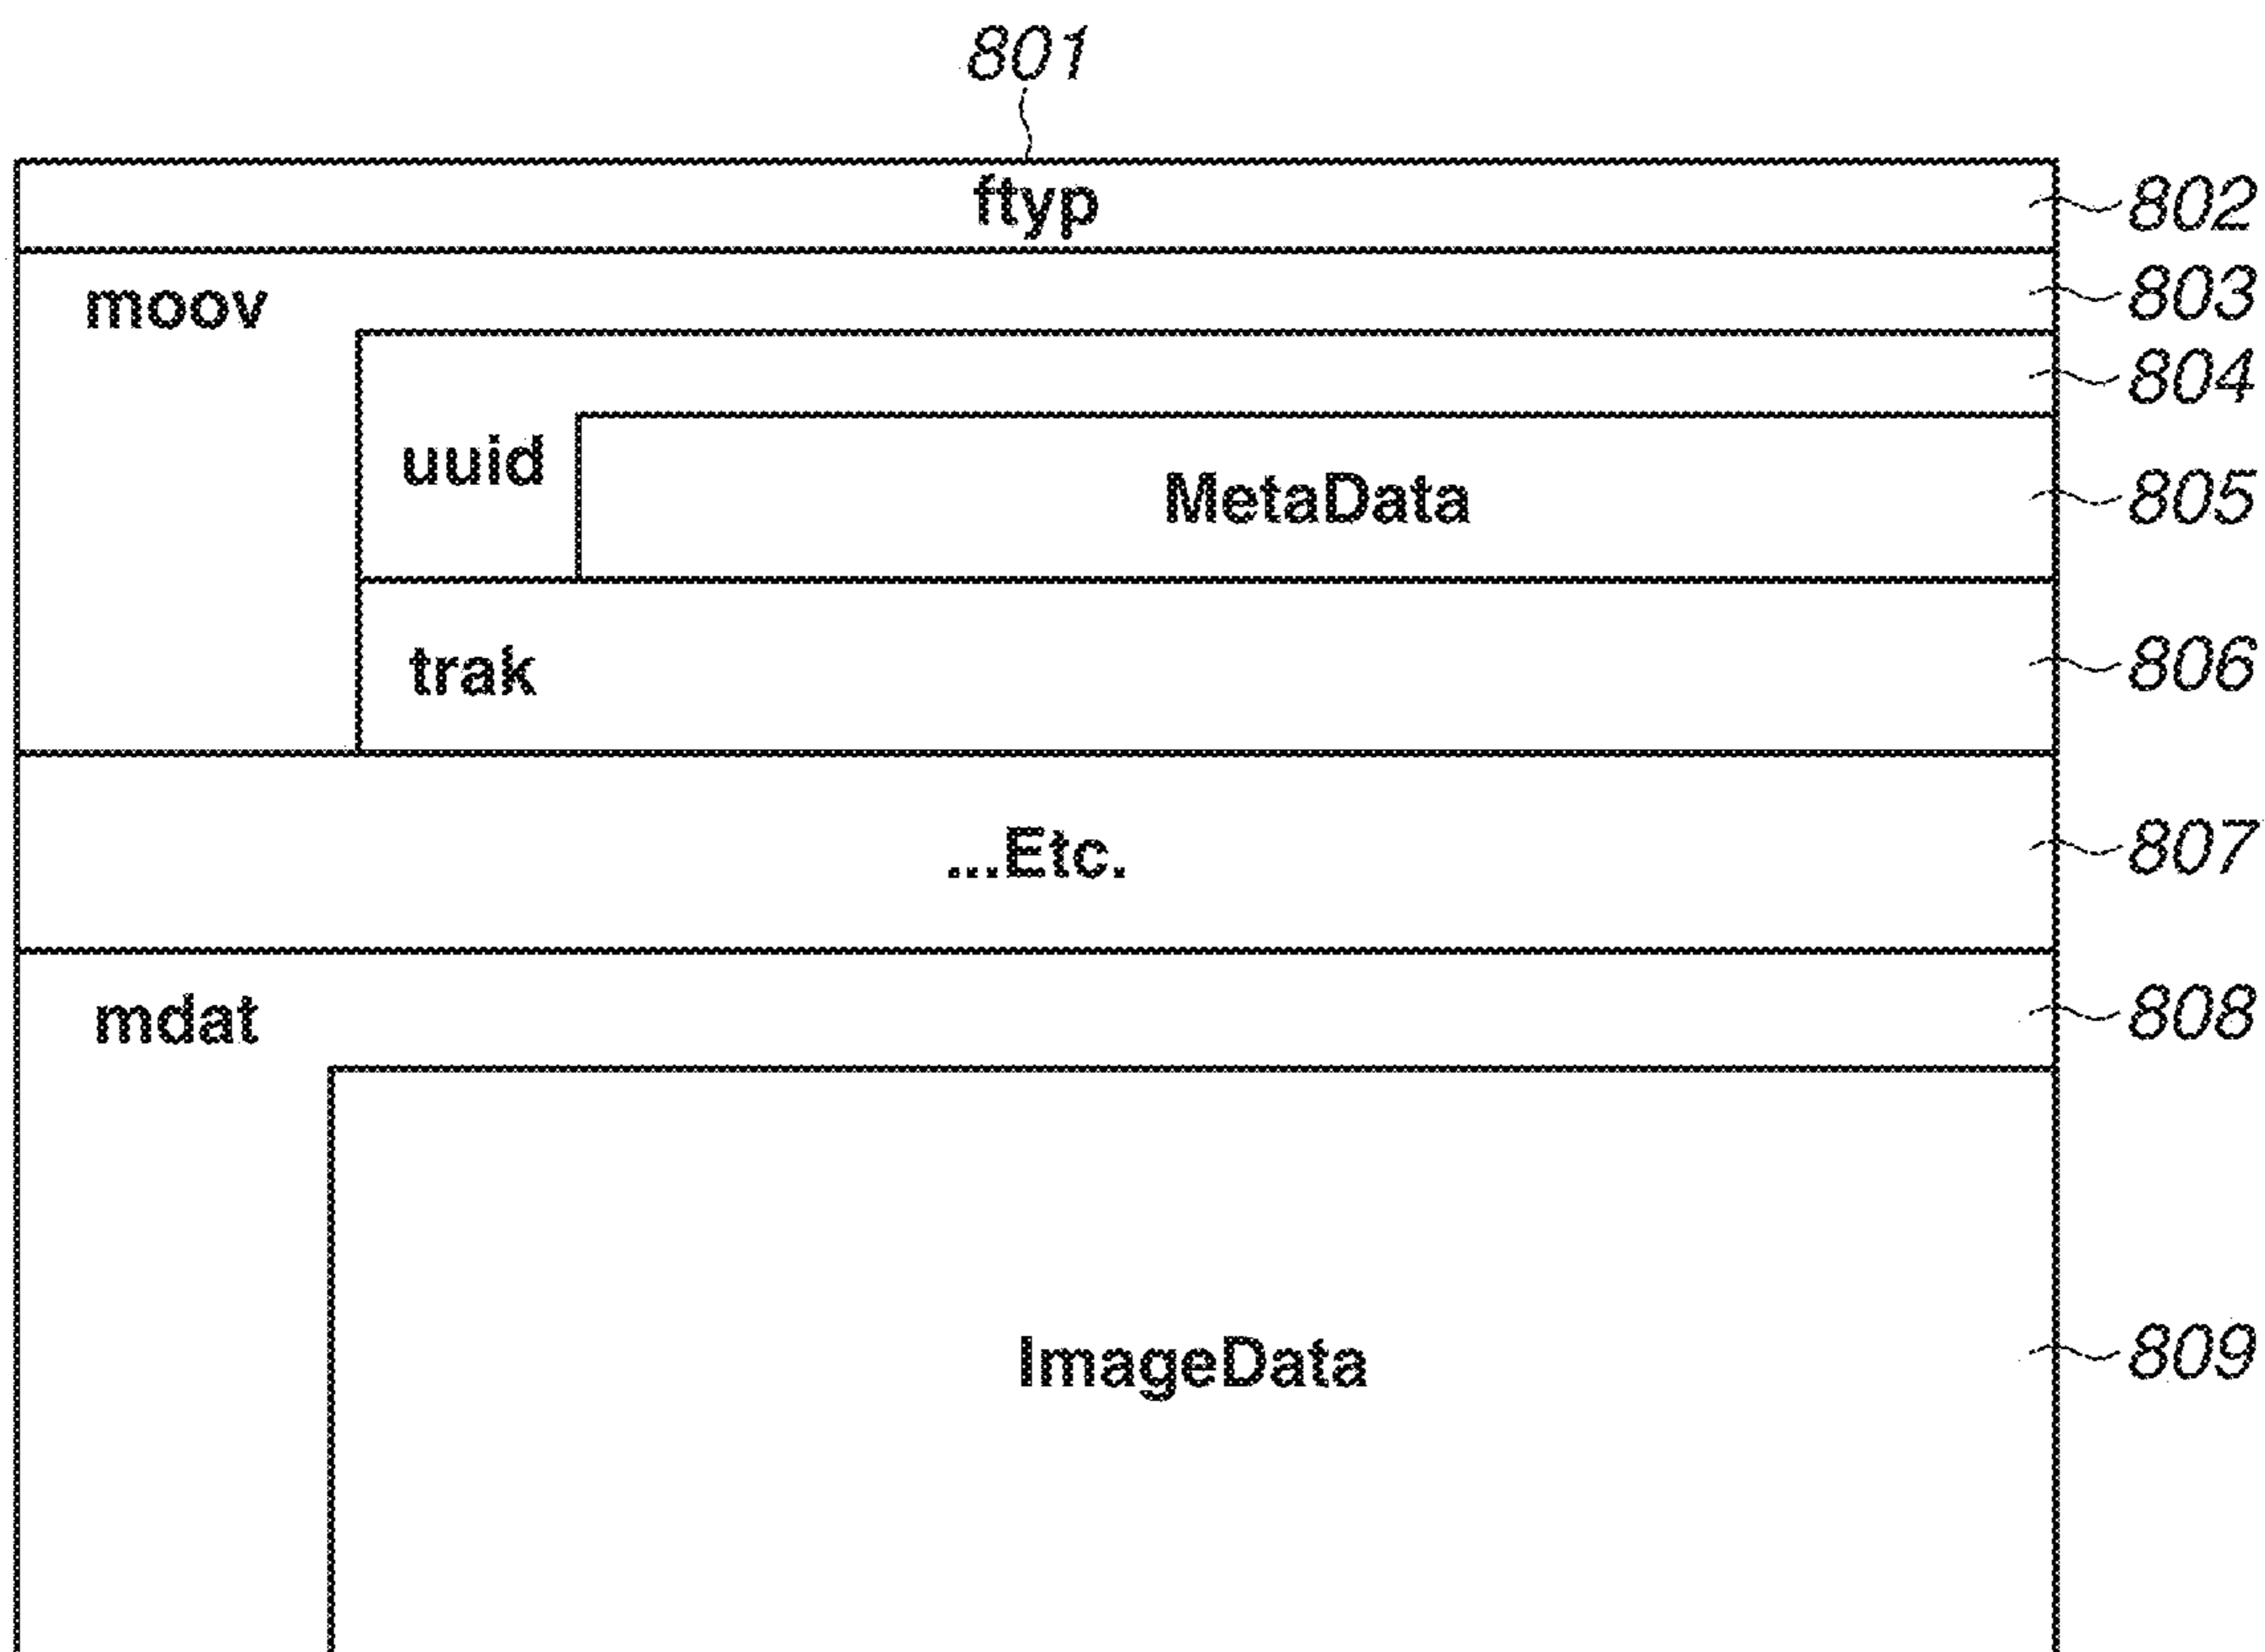 801
ftyp 802
moov 803
804
uuid MetaData 805
trak 806
...Etc. 807
mdat 808
ImageData 809